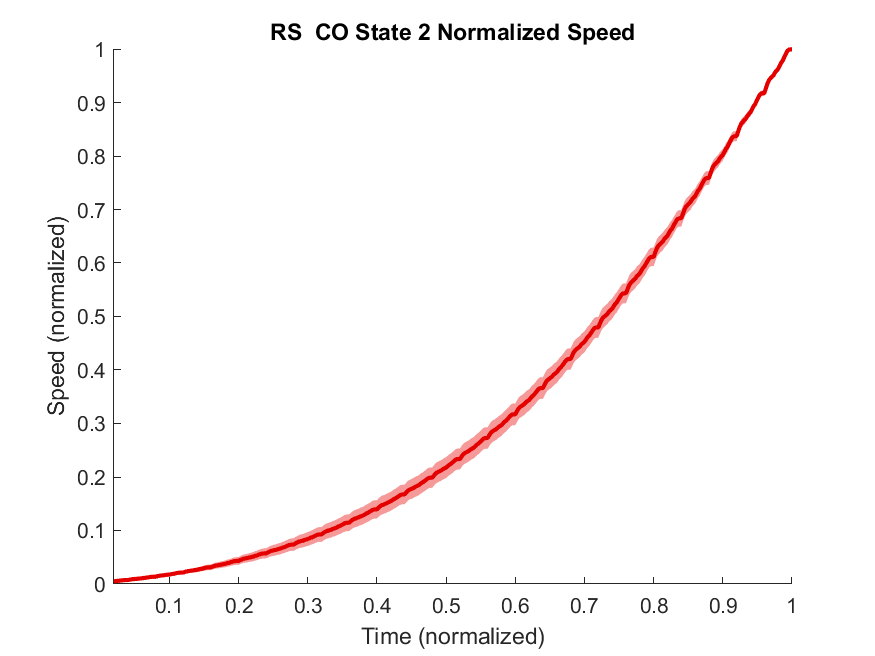 RS  CO State 2 Normalized Speed
1
0.9
0.8
0.7
0.6
0.5
0.4
0.3
0.2
0.1
0
Speed (normalized)
0.1 0.2 0.3 0.4 0.5 0.6 0.7 0.8 0.9 1
Time (normalized)